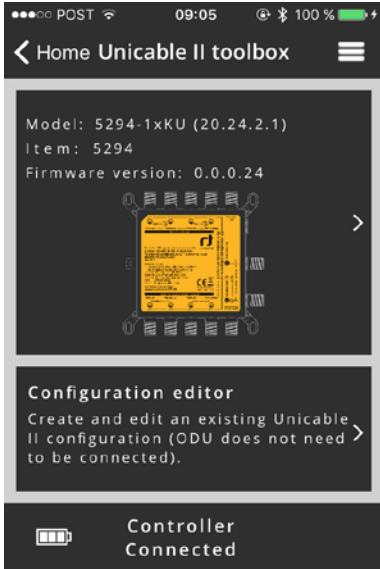 POST 09:05 100 %
Home Unicable II toolbox
Model: 5294-1xKU (20.24.2.1)
Item: 5294
Firmware version: 0.0.0.24
CE
Configuration editor
Create and edit an existing Unicable
II configuration (ODU does not need
to be connected).
Controller
Connected